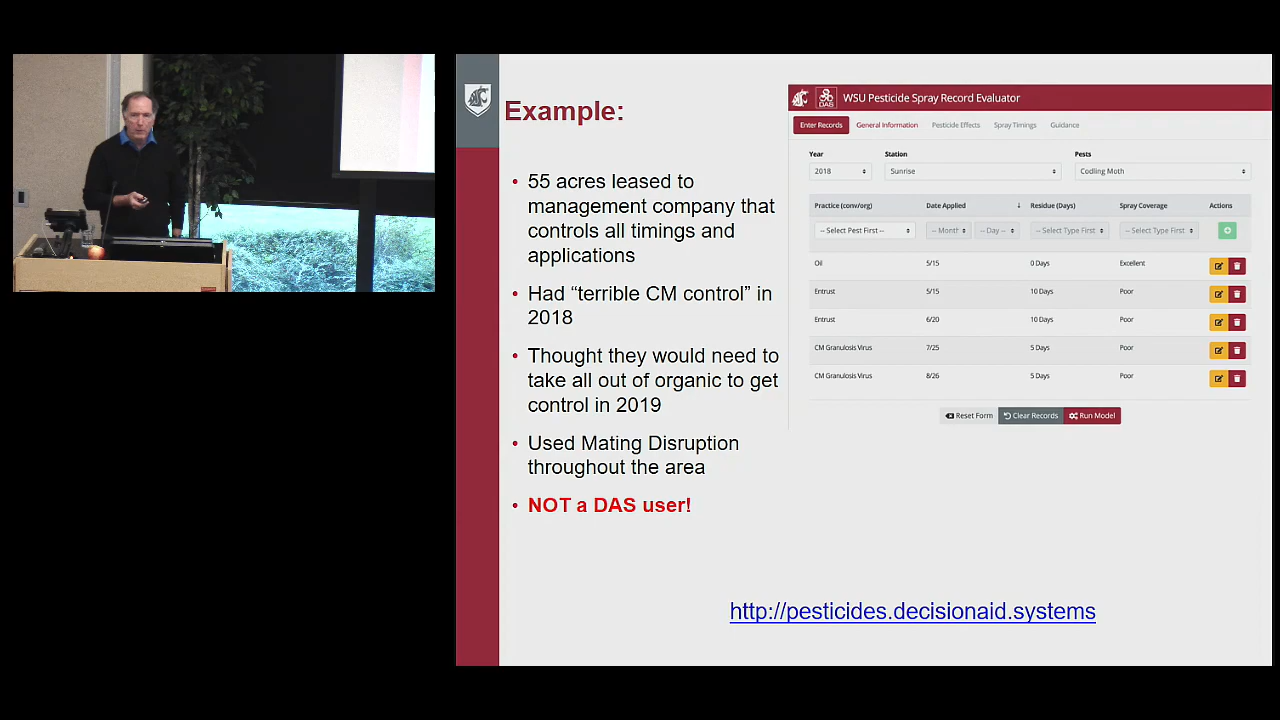 Example:
• 55 acres leased to
management company that
controls all timings and
applications
• Had “terrible CM control” in
2018
• Thought they would need to
take all out of organic to get
control in 2019
• Used Mating Disruption
throughout the area
• NOT a DAS user!
DAS WSU Pesticide Spray Record Evaluator
Enter Records General Information Pesticide Effects Spray Timings Guidance
Year Station Pests
2018 Sunrise Codling Moth
Practice (conv/org) Date Applied ↓ Residue (Days) Spray Coverage Actions
-- Select Pest First -- -- Month -- Day -- -- Select Type First -- Select Type First
Oil 5/15 0 Days Excellent
Entrust 5/15 10 Days Poor
Entrust 6/20 10 Days Poor
CM Granulosis Virus 7/25 5 Days Poor
CM Granulosis Virus 8/26 5 Days Poor
Reset Form Clear Records Run Model
http://pesticides.decisionaid.systems